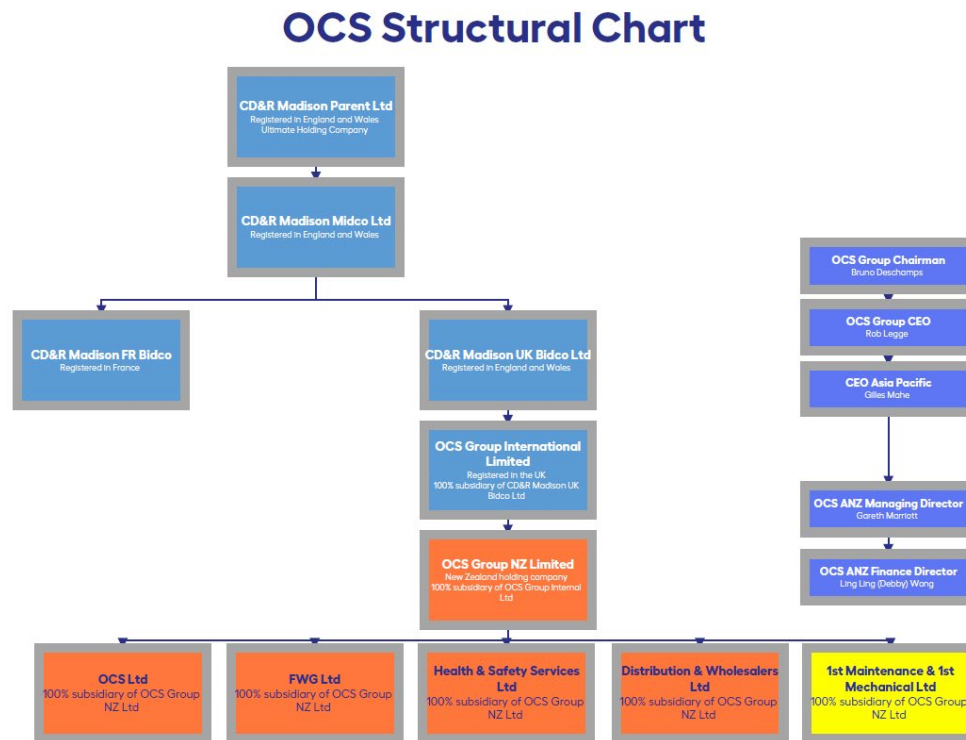 OCS Structural Chart
CD&R Madison Parent Ltd
Registered in England and Wales
Ultimate Holding Company
CD&R Madison Midco Ltd
Registered in England and Wales
CD&R Madison FR Bidco
Registered in France
CD&R Madison UK Bidco Ltd
Registered in England and Wales
OCS Group International
Limited
Registered in the UK
100% subsidiary of CD&R Madison UK
Bidco Ltd
OCS Group NZ Limited
New Zealand holding company
100% subsidiary of OCS Group Internal
Ltd
OCS Ltd
100% subsidiary of OCS Group
NZ Ltd
FWG Ltd
100% subsidiary of OCS Group
NZ Ltd
Health & Safety Services
Ltd
100% subsidiary of OCS Group
NZ Ltd
Distribution & Wholesalers
Ltd
100% subsidiary of OCS Group
NZ Ltd
1st Maintenance & 1st
Mechanical Ltd
100% subsidiary of OCS Group
NZ Ltd
OCS Group Chairman
Bruno Deschamps
OCS Group CEO
Rob Legge
CEO Asia Pacific
Gilles Mahe
OCS ANZ Managing Director
Gareth Marriott
OCS ANZ Finance Director
Ling Ling (Debby) Wang